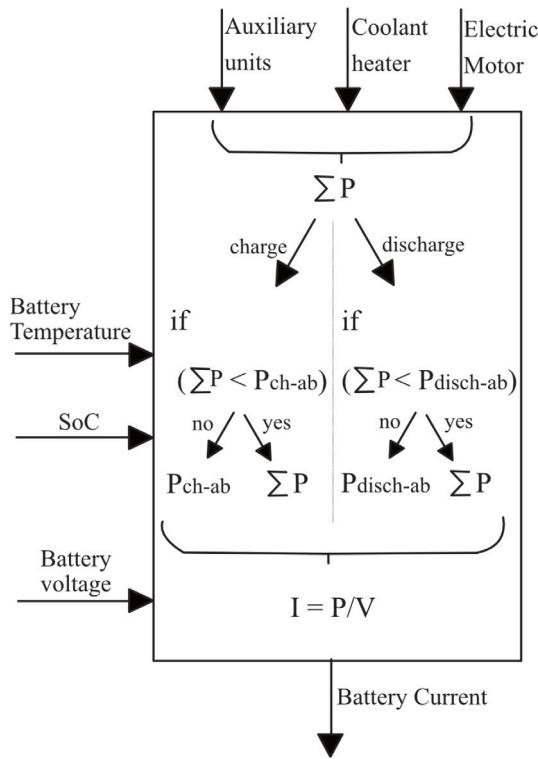 Auxiliary
units
Coolant
heater
Electric
Motor
∑ P
charge
discharge
Battery
Temperature
if
if
(∑P < Pch-ab)
(∑P < Pdisch-ab)
SoC
no
yes
no
yes
Pch-ab
∑ P
Pdisch-ab
∑ P
Battery
voltage
I = P/V
Battery Current